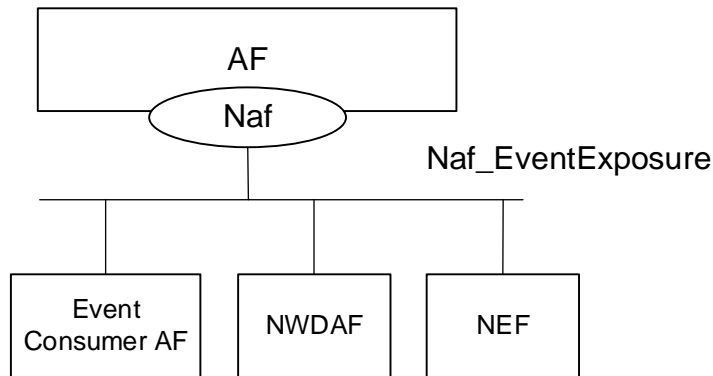 AF
Naf
Naf_EventExposure
Event
Consumer AF
NWDAF
NEF